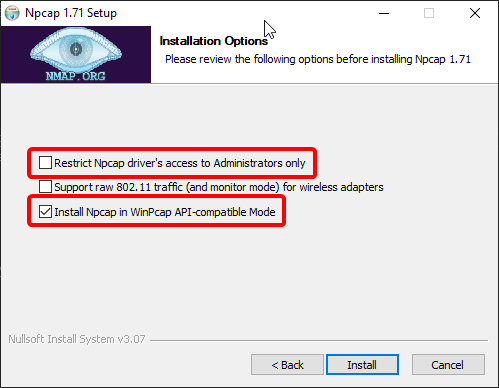 Npcap 1.71 Setup
NMAP.ORG
Installation Options
Please review the following options before installing Npcap 1.71
Restrict Npcap driver's access to Administrators only
Support raw 802.11 traffic (and monitor mode) for wireless adapters
Install Npcap in WinPcap API-compatible Mode
Nullsoft Install System v3.07
< Back
Install
Cancel